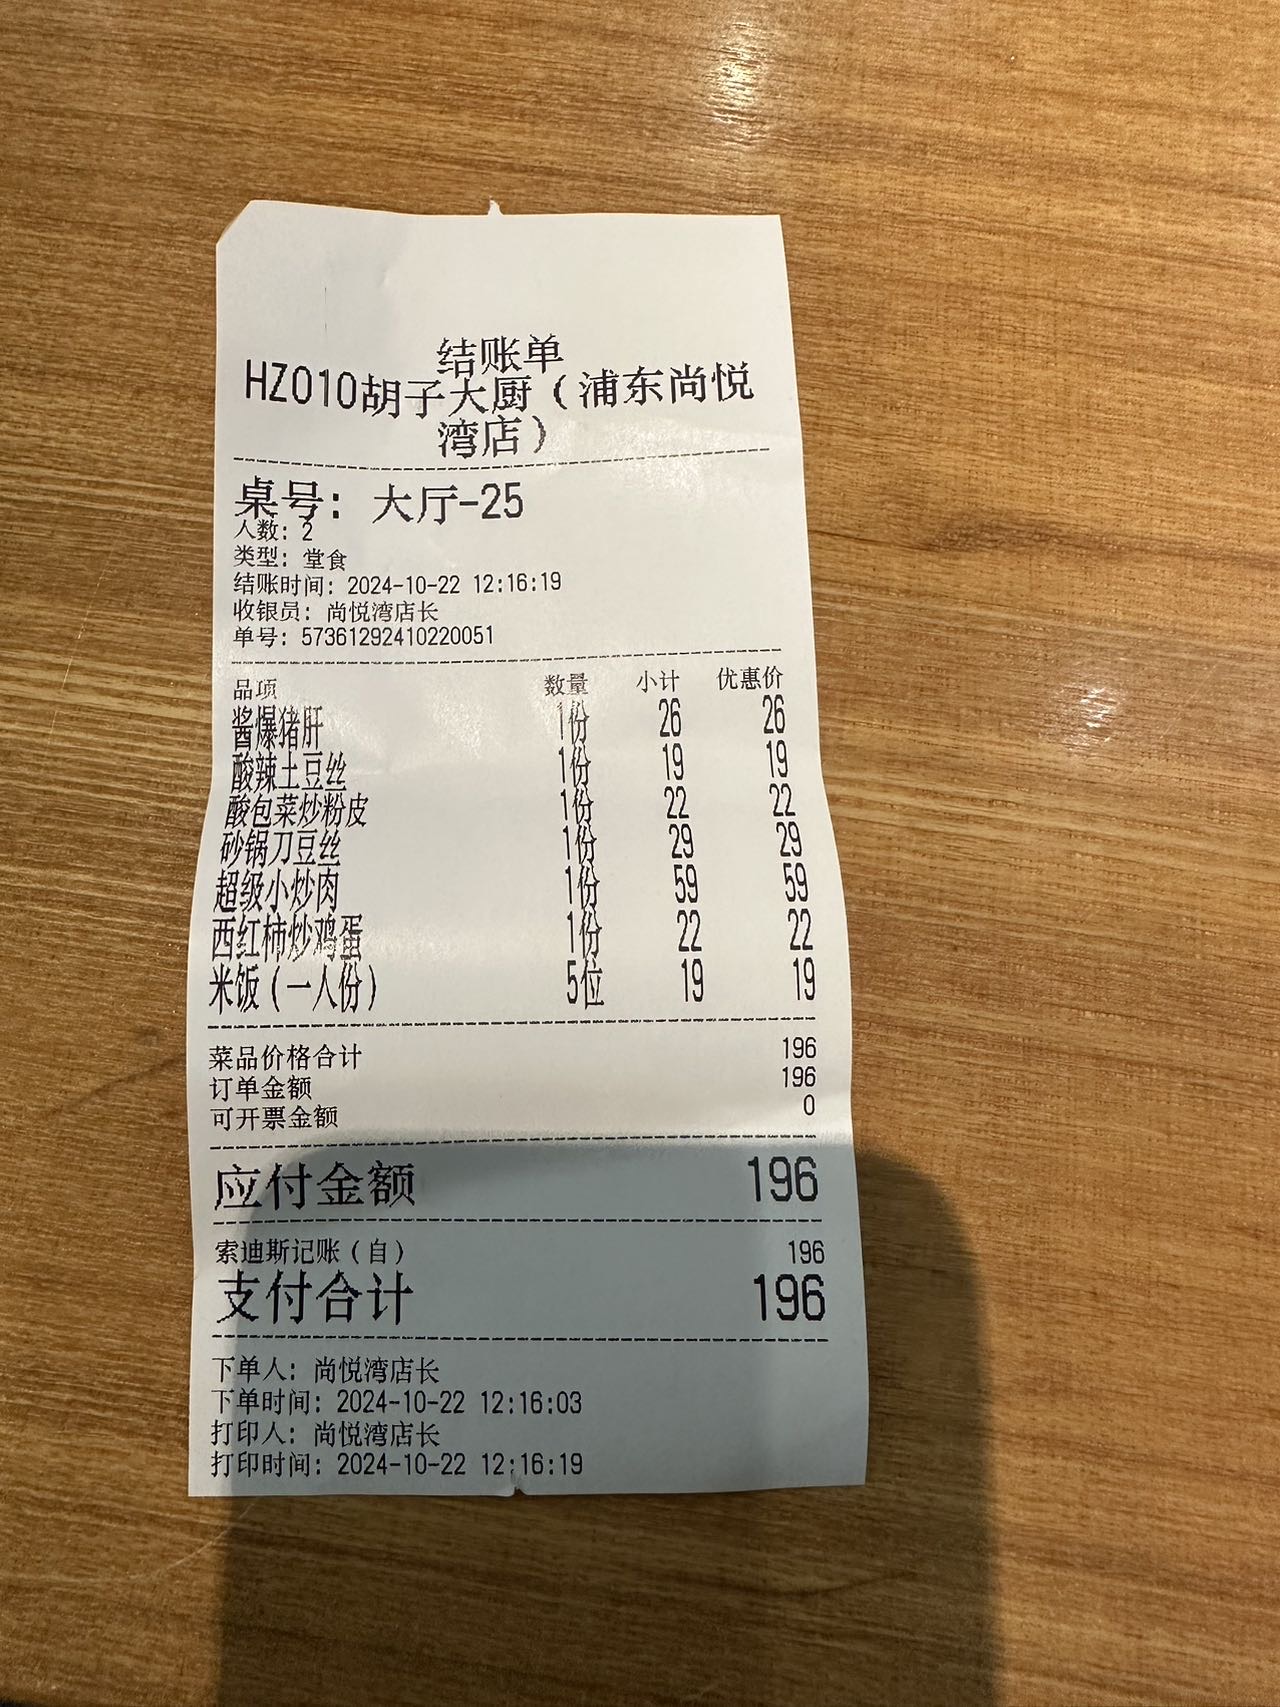 结账单
HZ010胡子大厨（浦东尚悦
湾店）
桌号：大厅-25
人数：2
类型：堂食
结账时间：2024-10-22 12:16:19
收银员：尚悦湾店长
单号：57361292410220051
品项 数量 小计 优惠价
酱爆猪肝 1份 26 26
酸辣土豆丝 1份 19 19
酸包菜炒粉皮 1份 22 22
砂锅刀豆丝 1份 29 29
超级小炒肉 1份 59 59
西红柿炒鸡蛋 1份 22 22
米饭（一人份） 5位 19 19
菜品价格合计 196
订单金额 196
可开票金额 0
应付金额 196
索迪斯记账（自） 196
支付合计 196
下单人：尚悦湾店长
下单时间：2024-10-22 12:16:03
打印人：尚悦湾店长
打印时间：2024-10-22 12:16:19